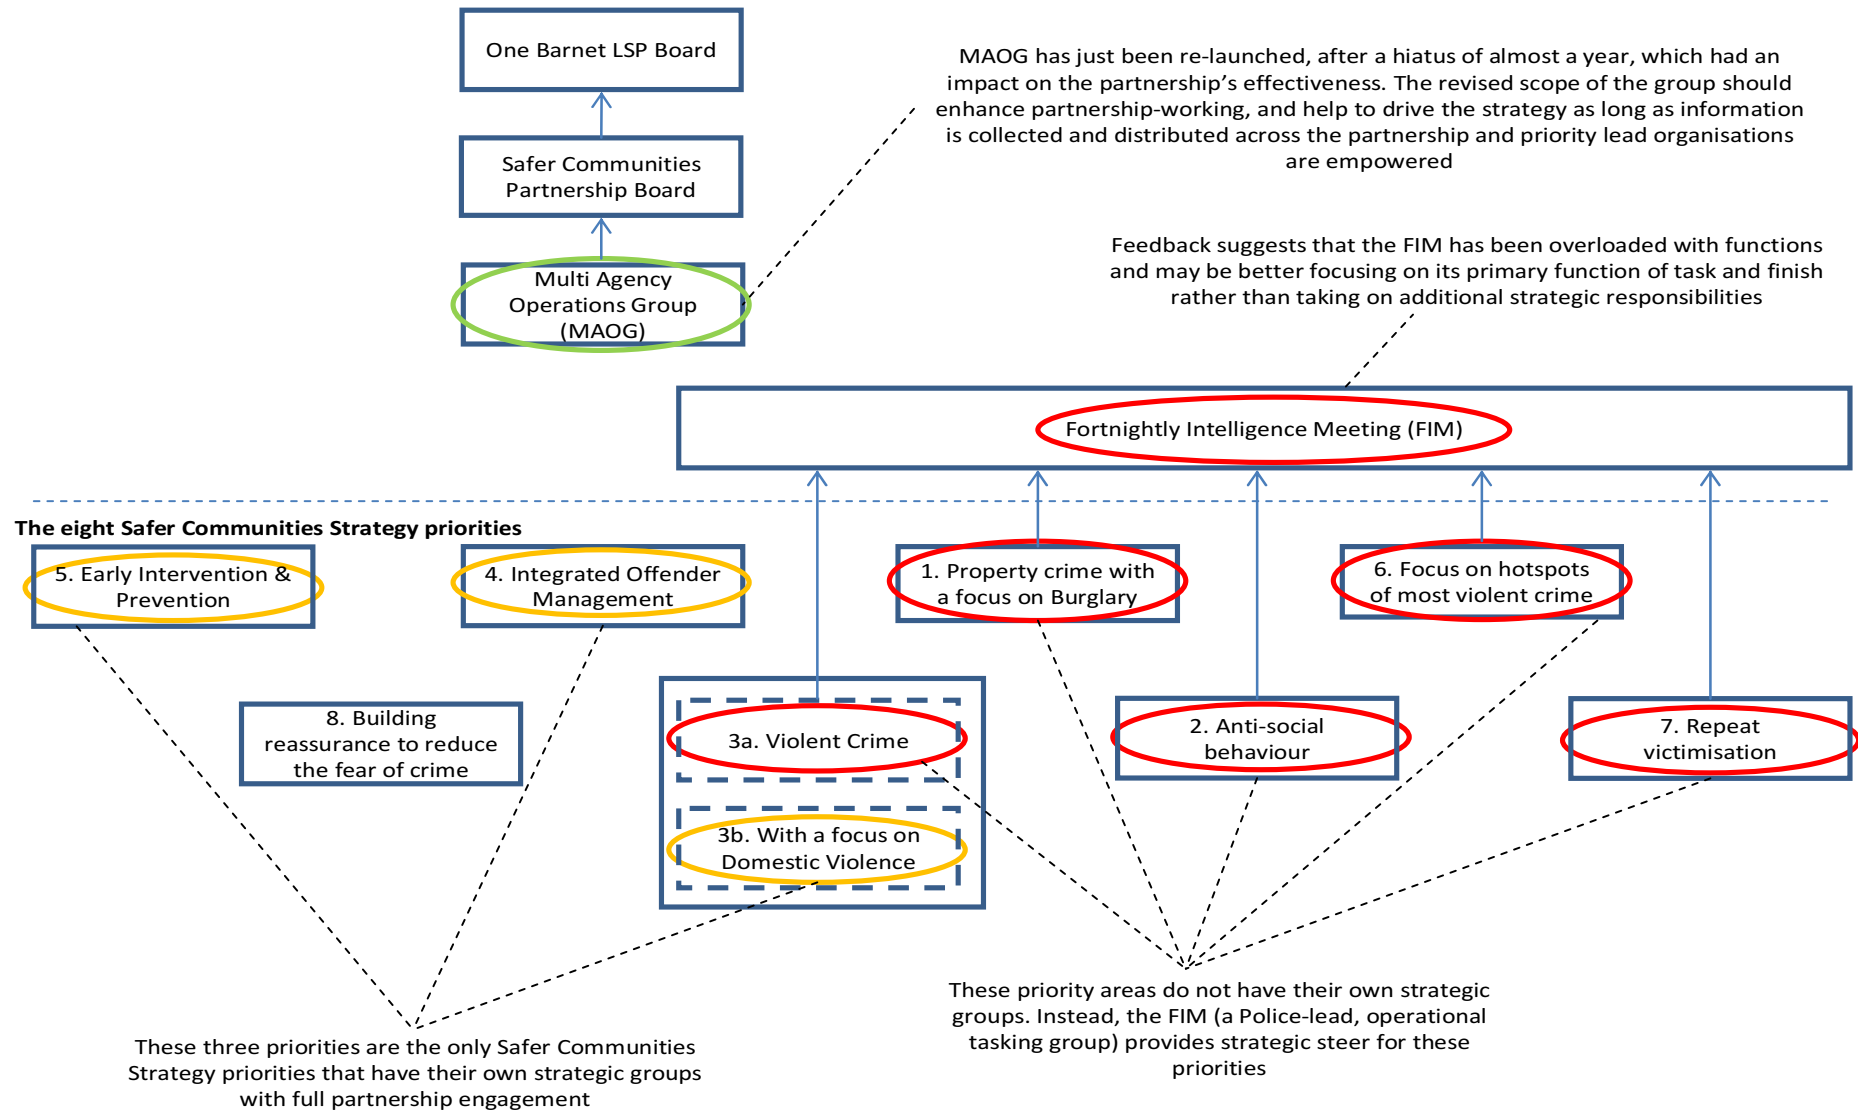 One Barnet LSP Board
MAOG has just been re-launched, after a hiatus of almost a year, which had an
impact on the partnership's effectiveness. The revised scope of the group should
enhance partnership-working, and help to drive the strategy as long as information
is collected and distributed across the partnership and priority lead organisations
are empowered
Safer Communities
Partnership Board
Feedback suggests that the FIM has been overloaded with functions
and may be better focusing on its primary function of task and finish
rather than taking on additional strategic responsibilities
Multi Agency
Operations Group
(MAOG)
Fortnightly Intelligence Meeting (FIM)
The eight Safer Communities Strategy priorities
5. Early Intervention &
Prevention
4. Integrated Offender
Management
1. Property crime with
a focus on Burglary
6. Focus on hotspots
of most violent crime
8. Building
reassurance to reduce
the fear of crime
3a. Violent Crime
2. Anti-social
behaviour
7. Repeat
victimisation
3b. With a focus on
Domestic Violence
These three priorities are the only Safer Communities
Strategy priorities that have their own strategic groups
with full partnership engagement
These priority areas do not have their own strategic
groups. Instead, the FIM (a Police-lead, operational
tasking group) provides strategic steer for these
priorities